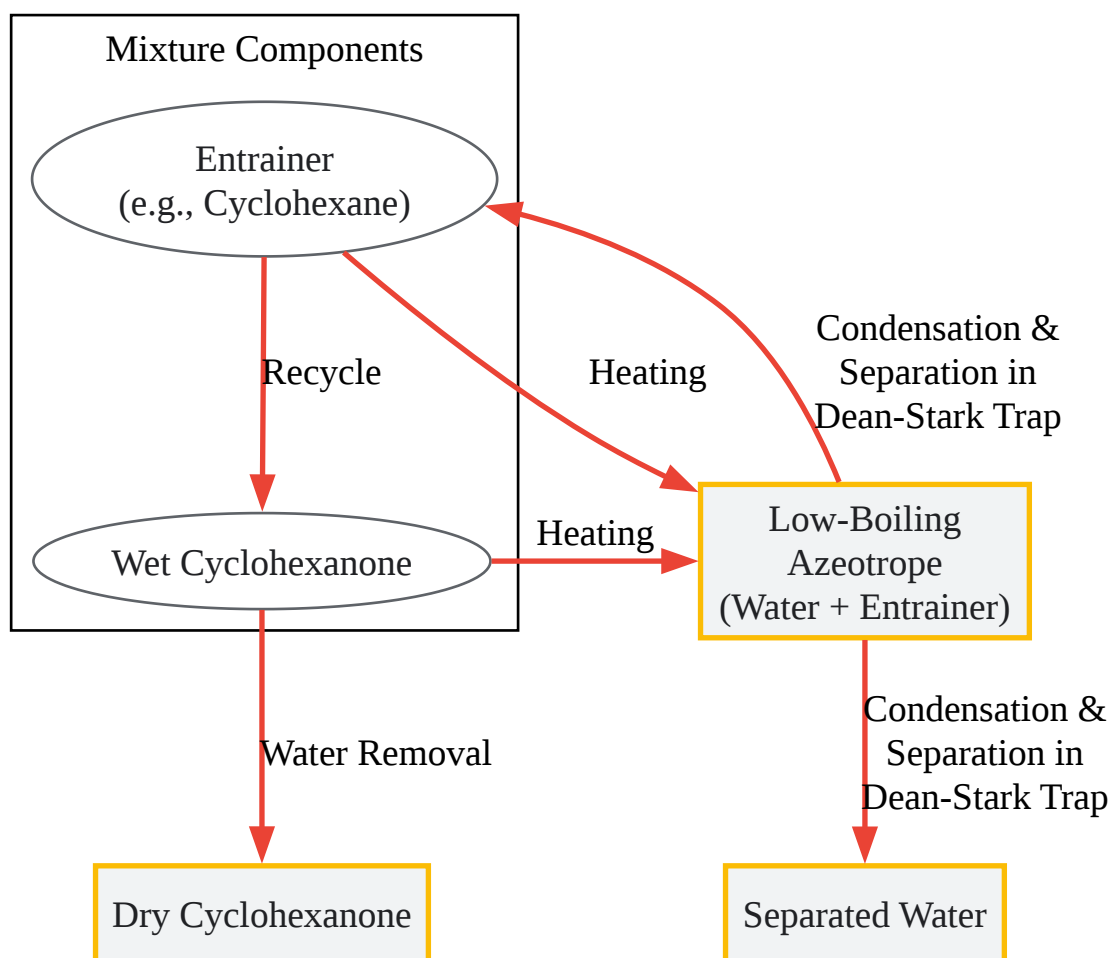 Mixture Components
Entrainer
(e.g., Cyclohexane)
Condensation &
Separation in
Dean-Stark Trap
Recycle
Heating
Low-Boiling
Azeotrope
(Water + Entrainer)
Heating
Wet Cyclohexanone
Condensation &
Separation in
Dean-Stark Trap
Water Removal
Dry Cyclohexanone
Separated Water